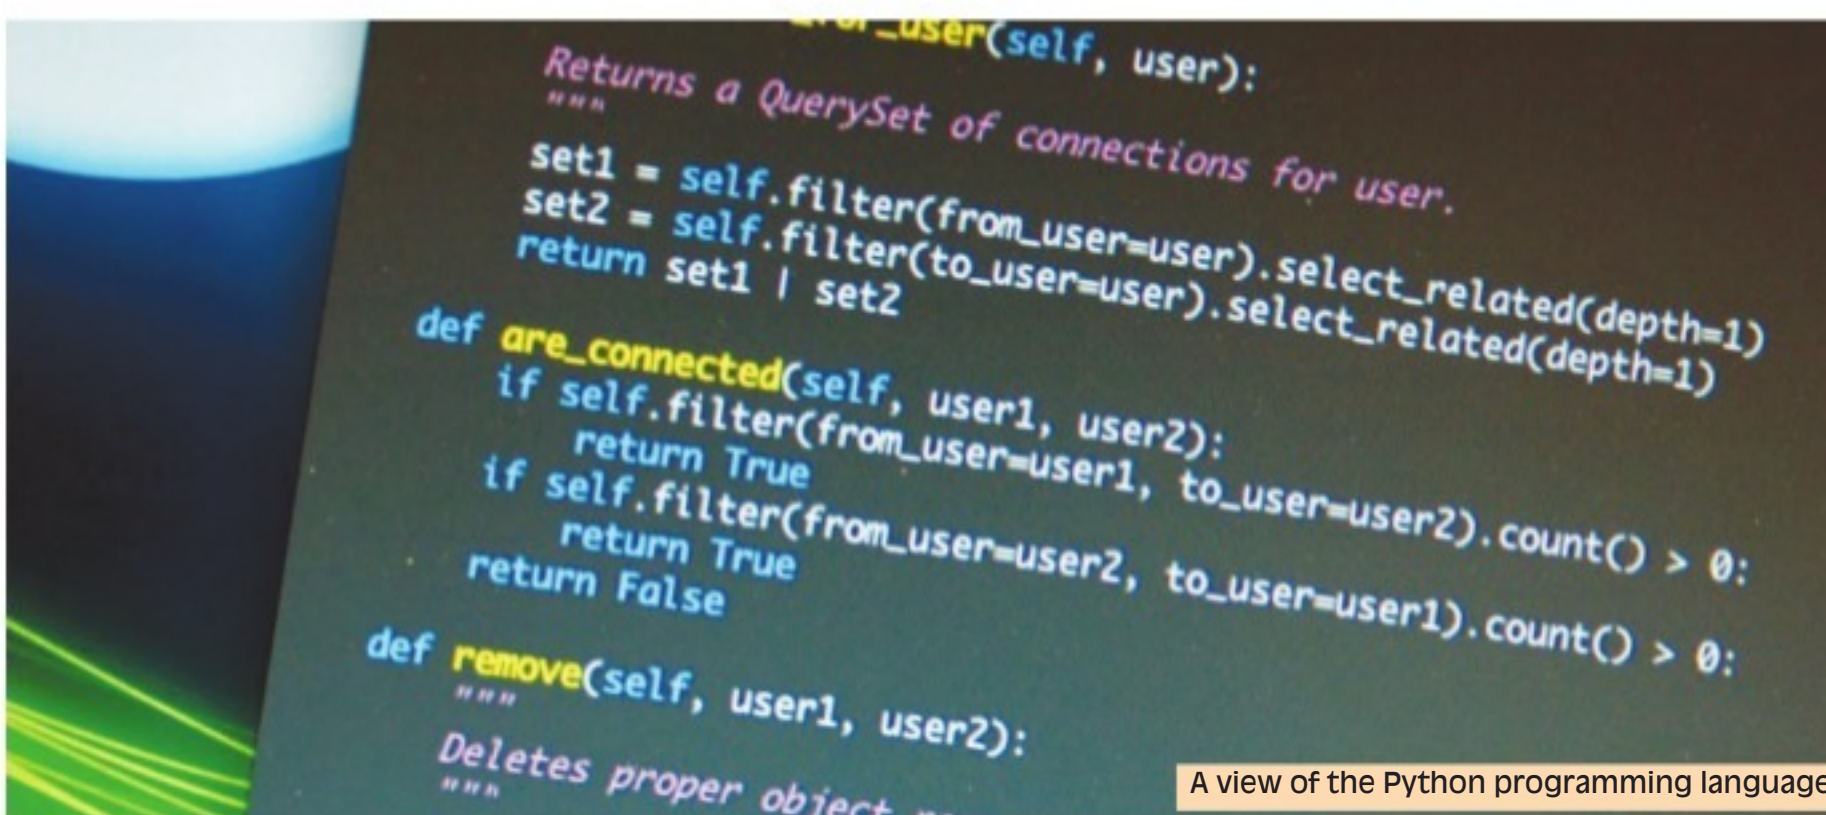 (self, user):
Returns a QuerySet of connections for user.
"""
set1 = self.filter(from_user=user).select_related(depth=1)
set2 = self.filter(to_user=user).select_related(depth=1)
return set1 | set2
def are_connected(self, user1, user2):
if self.filter(from_user=user1, to_user=user2).count() > 0:
return True
if self.filter(from_user=user2, to_user=user1).count() > 0:
return True
return False
def remove(self, user1, user2):
"""
Deletes proper object
"""
A view of the Python programming language